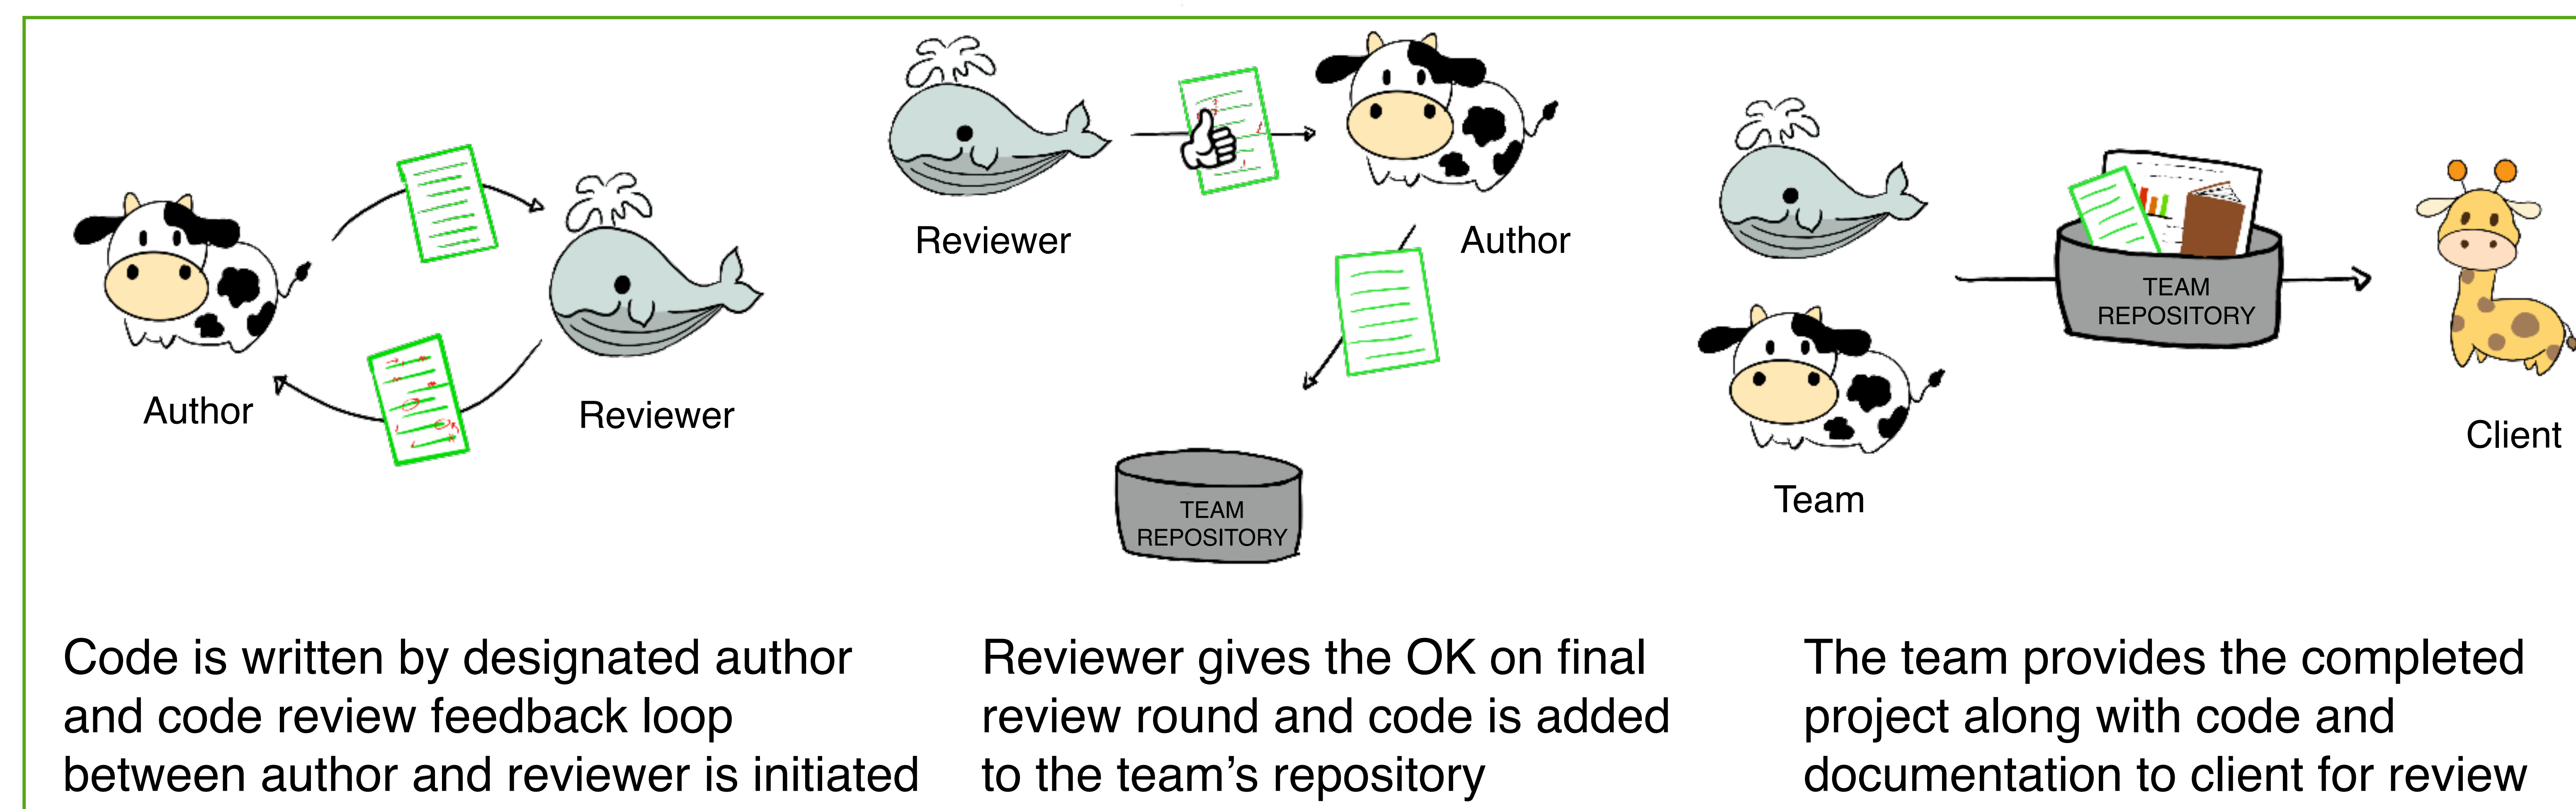 Author
Reviewer
Reviewer
Author
TEAM
REPOSITORY
Team
TEAM
REPOSITORY
Client
Code is written by designated author
and code review feedback loop
between author and reviewer is initiated
Reviewer gives the OK on final
review round and code is added
to the team's repository
The team provides the completed
project along with code and
documentation to client for review